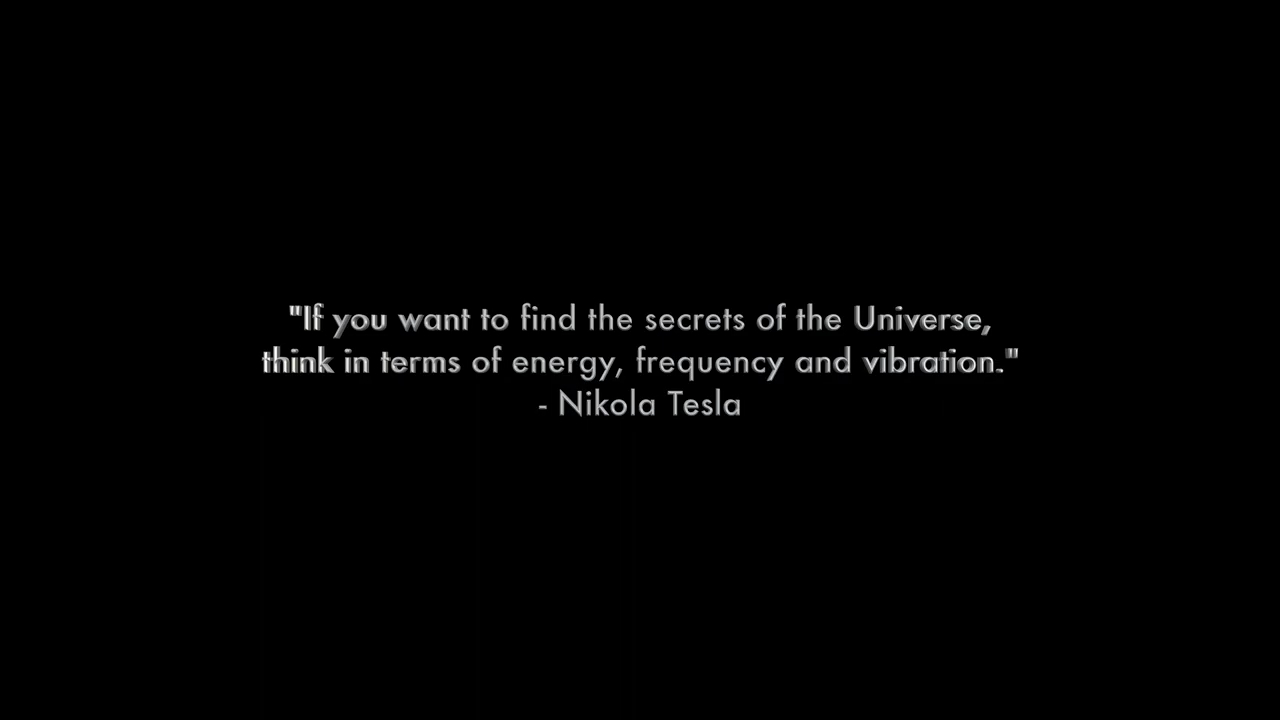 "If you want to find the secrets of the Universe,
think in terms of energy, frequency and vibration."
- Nikola Tesla